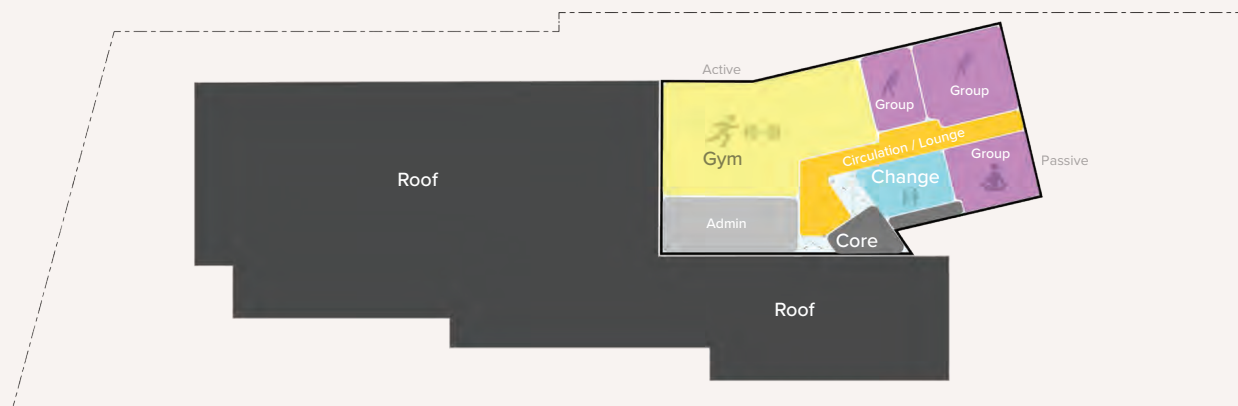 Active
Group
Group
Circulation / Lounge
Gym
Group
Passive
Change
Roof
Admin
Core
Roof